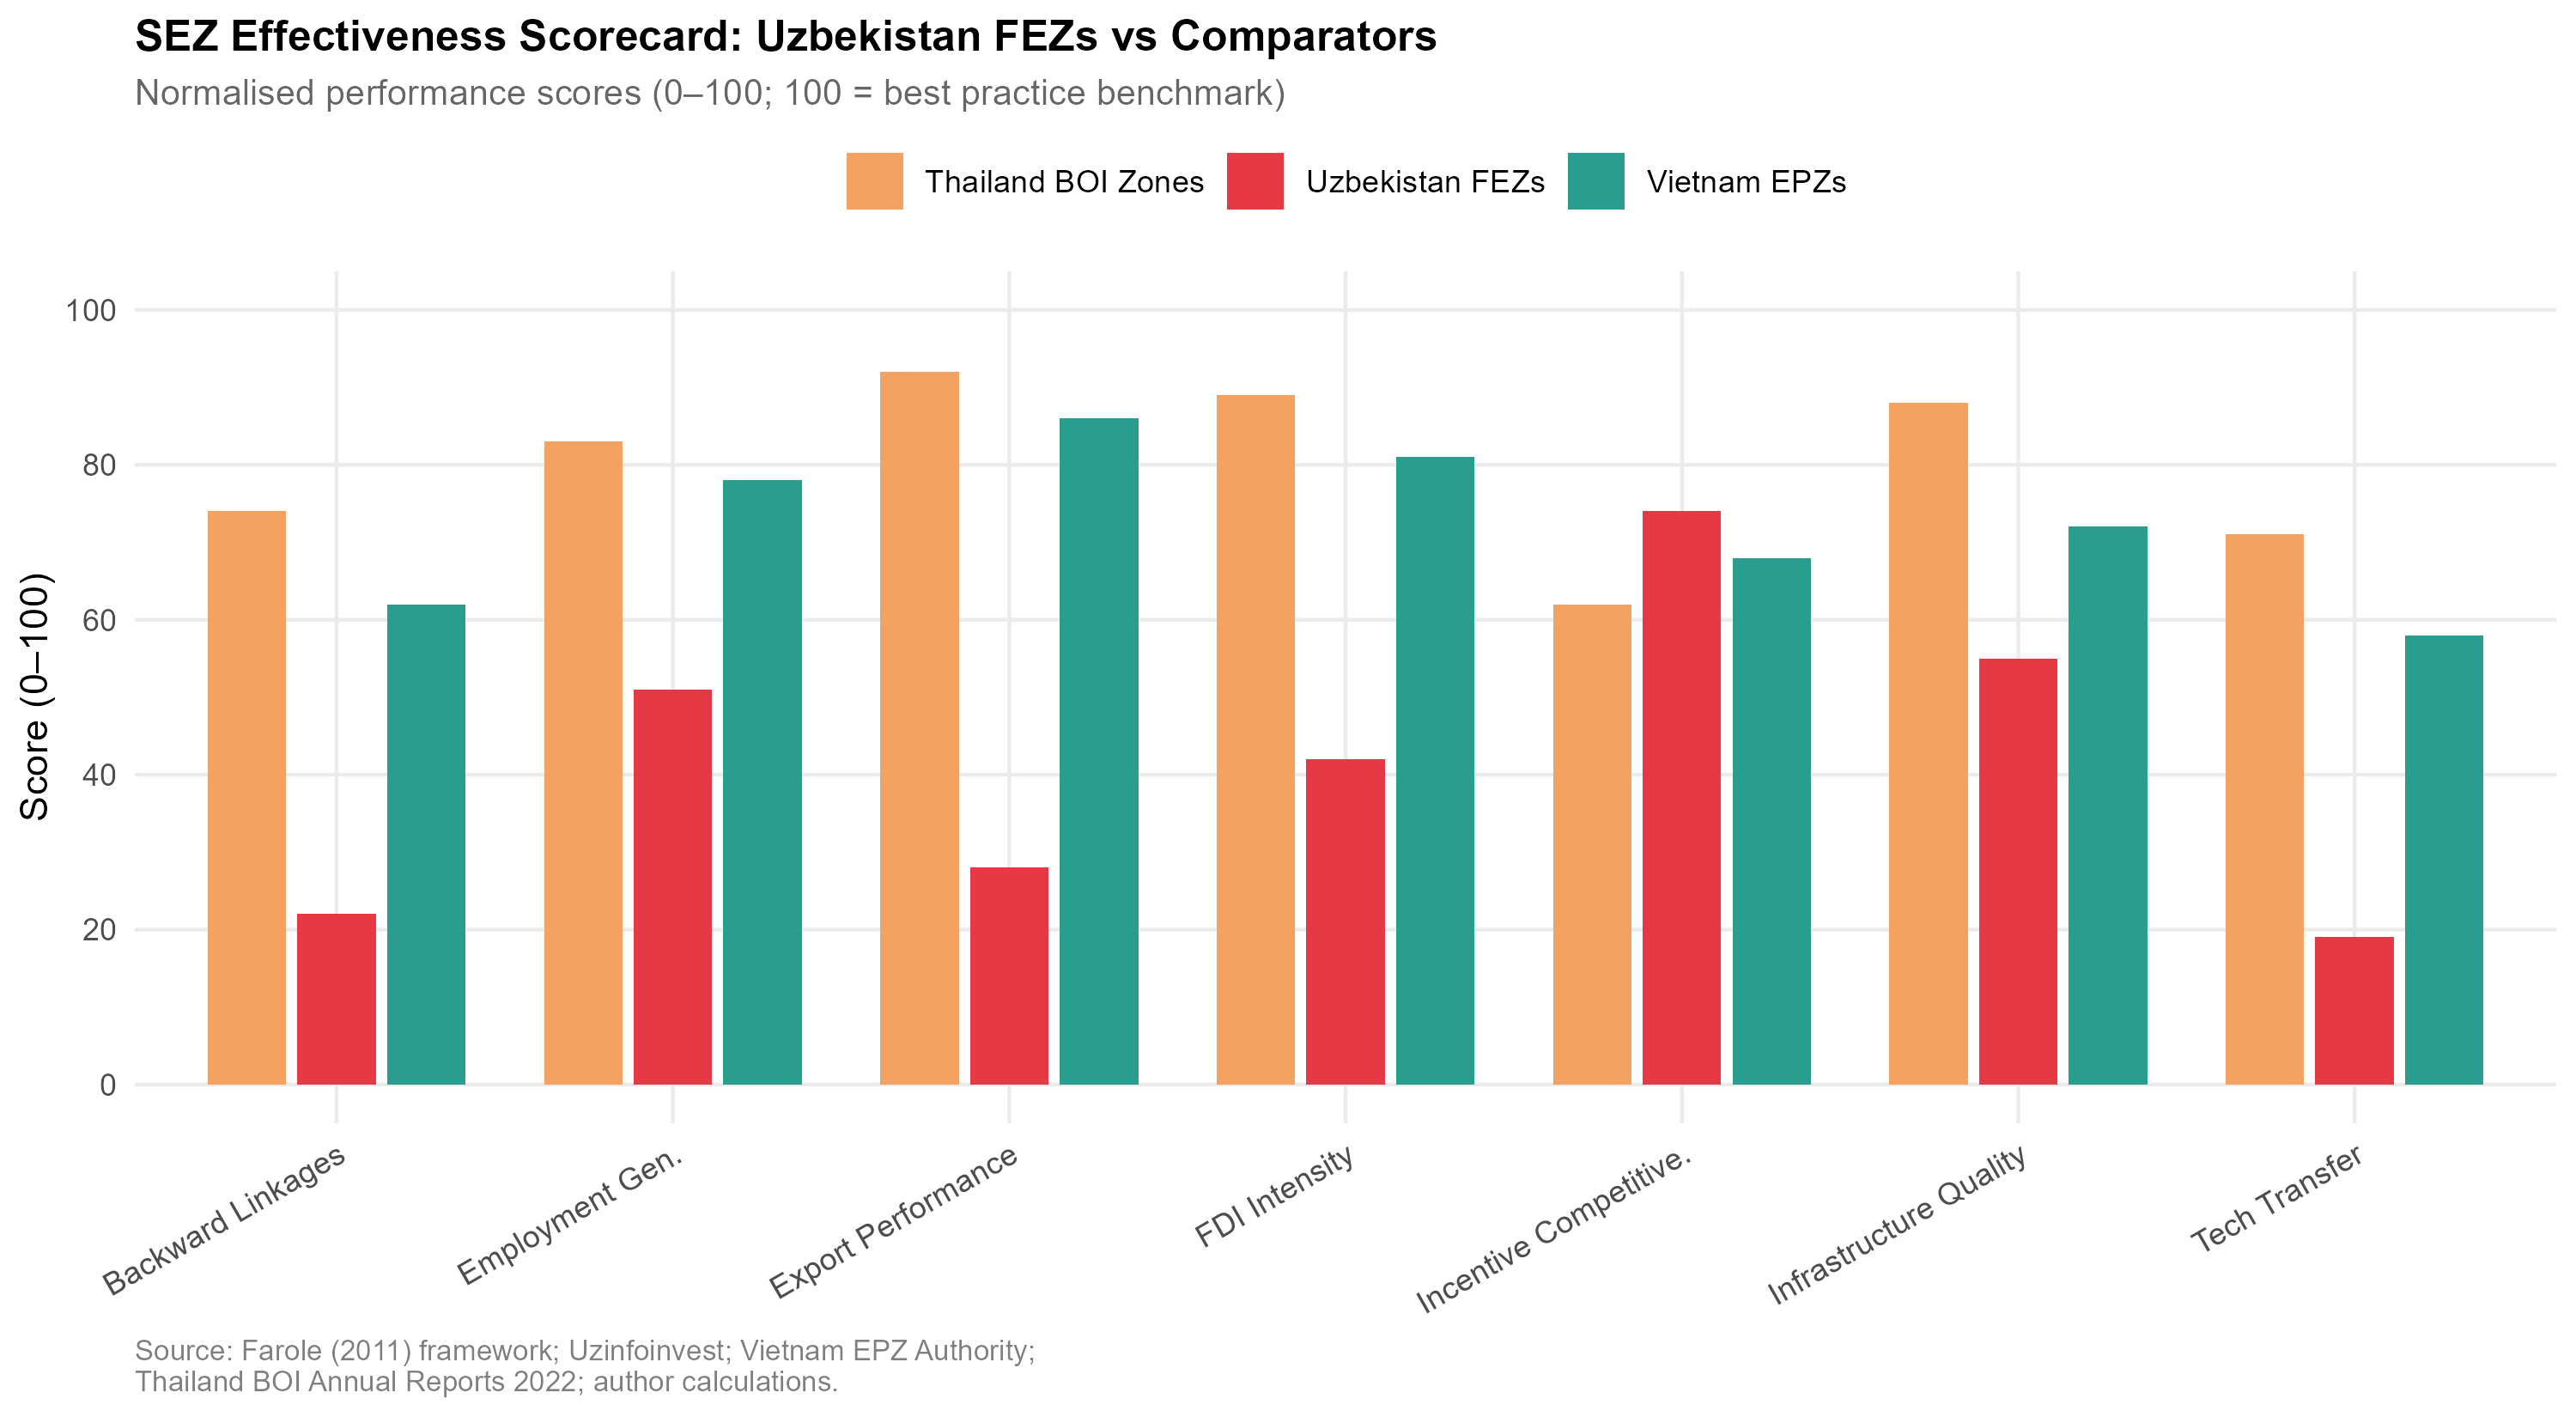 SEZ Effectiveness Scorecard: Uzbekistan FEZs vs Comparators
Normalised performance scores (0–100; 100 = best practice benchmark)
Thailand BOI Zones
Uzbekistan FEZs
Vietnam EPZs
Score (0–100)
100
80
60
40
20
0
Backward Linkages
Employment Gen.
Export Performance
FDI Intensity
Incentive Competitive.
Infrastructure Quality
Tech Transfer
Source: Farole (2011) framework; Uzinfoinvest; Vietnam EPZ Authority;
Thailand BOI Annual Reports 2022; author calculations.